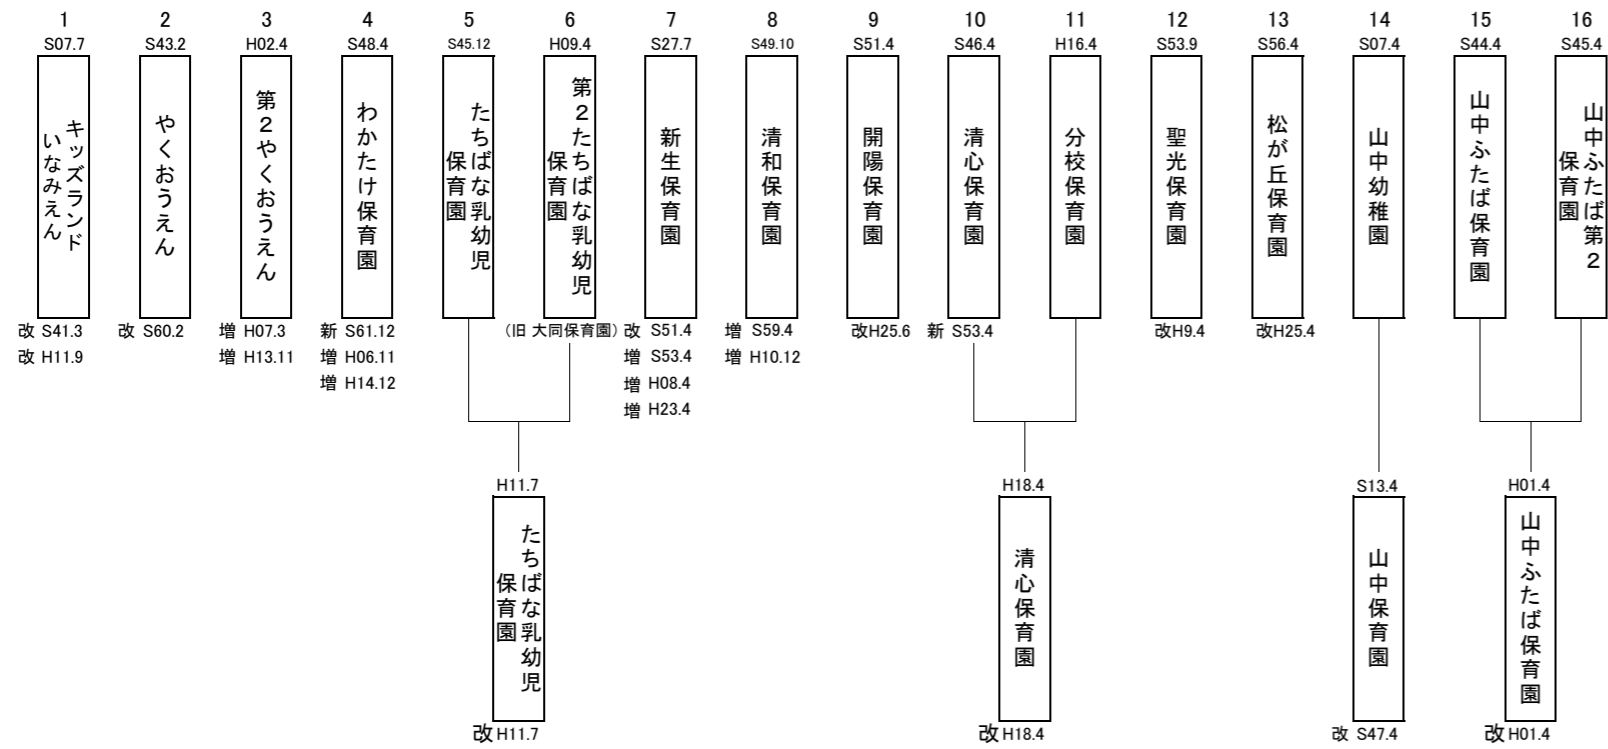 1
S07.7
キッズランド
いなみえん
改 S41.3
改 H11.9
2
S43.2
やくおうえん
改 S60.2
3
H02.4
第2やくおうえん
増 H07.3
増 H13.11
4
S48.4
わかたけ保育園
新 S61.12
増 H06.11
増 H14.12
5
S45.12
たちばな乳幼児
保育園
6
H09.4
第2たちばな乳幼児
保育園
(旧 大同保育園)
7
S27.7
新生保育園
改 S51.4
増 S53.4
増 H08.4
増 H23.4
8
S49.10
清和保育園
増 S59.4
増 H10.12
9
S51.4
開陽保育園
改H25.6
10
S46.4
清心保育園
新 S53.4
11
H16.4
分校保育園
12
S53.9
聖光保育園
改H9.4
13
S56.4
松が丘保育園
改H25.4
14
S07.4
山中幼稚園
15
S44.4
山中ふたば保育園
16
S45.4
山中ふたば第2
保育園
H11.7
たちばな乳幼児
保育園
改H11.7
H18.4
清心保育園
改H18.4
S13.4
山中保育園
改 S47.4
H01.4
山中ふたば保育園
改H01.4